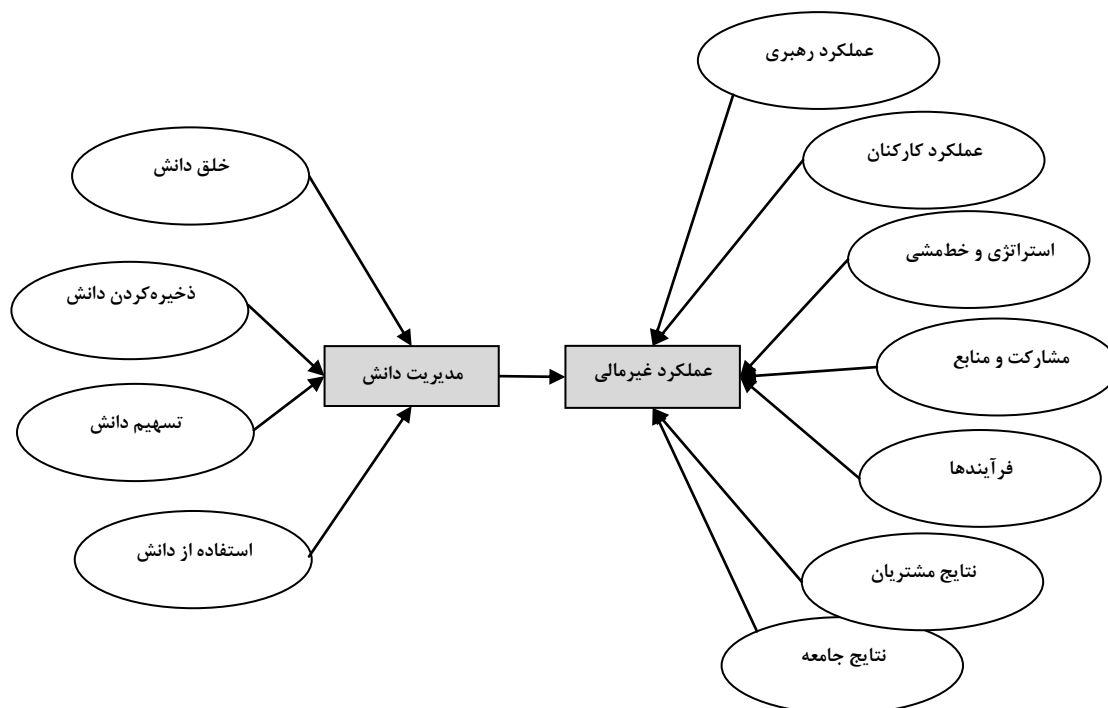 عملکرد رهبری
عملکرد کارکنان
خلق دانش
استراتژی و خط‌مشی
ذخیره‌کردن دانش
مشارکت و منابع
عملکرد غیرمالی
مدیریت دانش
تسهیم دانش
فرآیندها
استفاده از دانش
نتایج مشتریان
نتایج جامعه